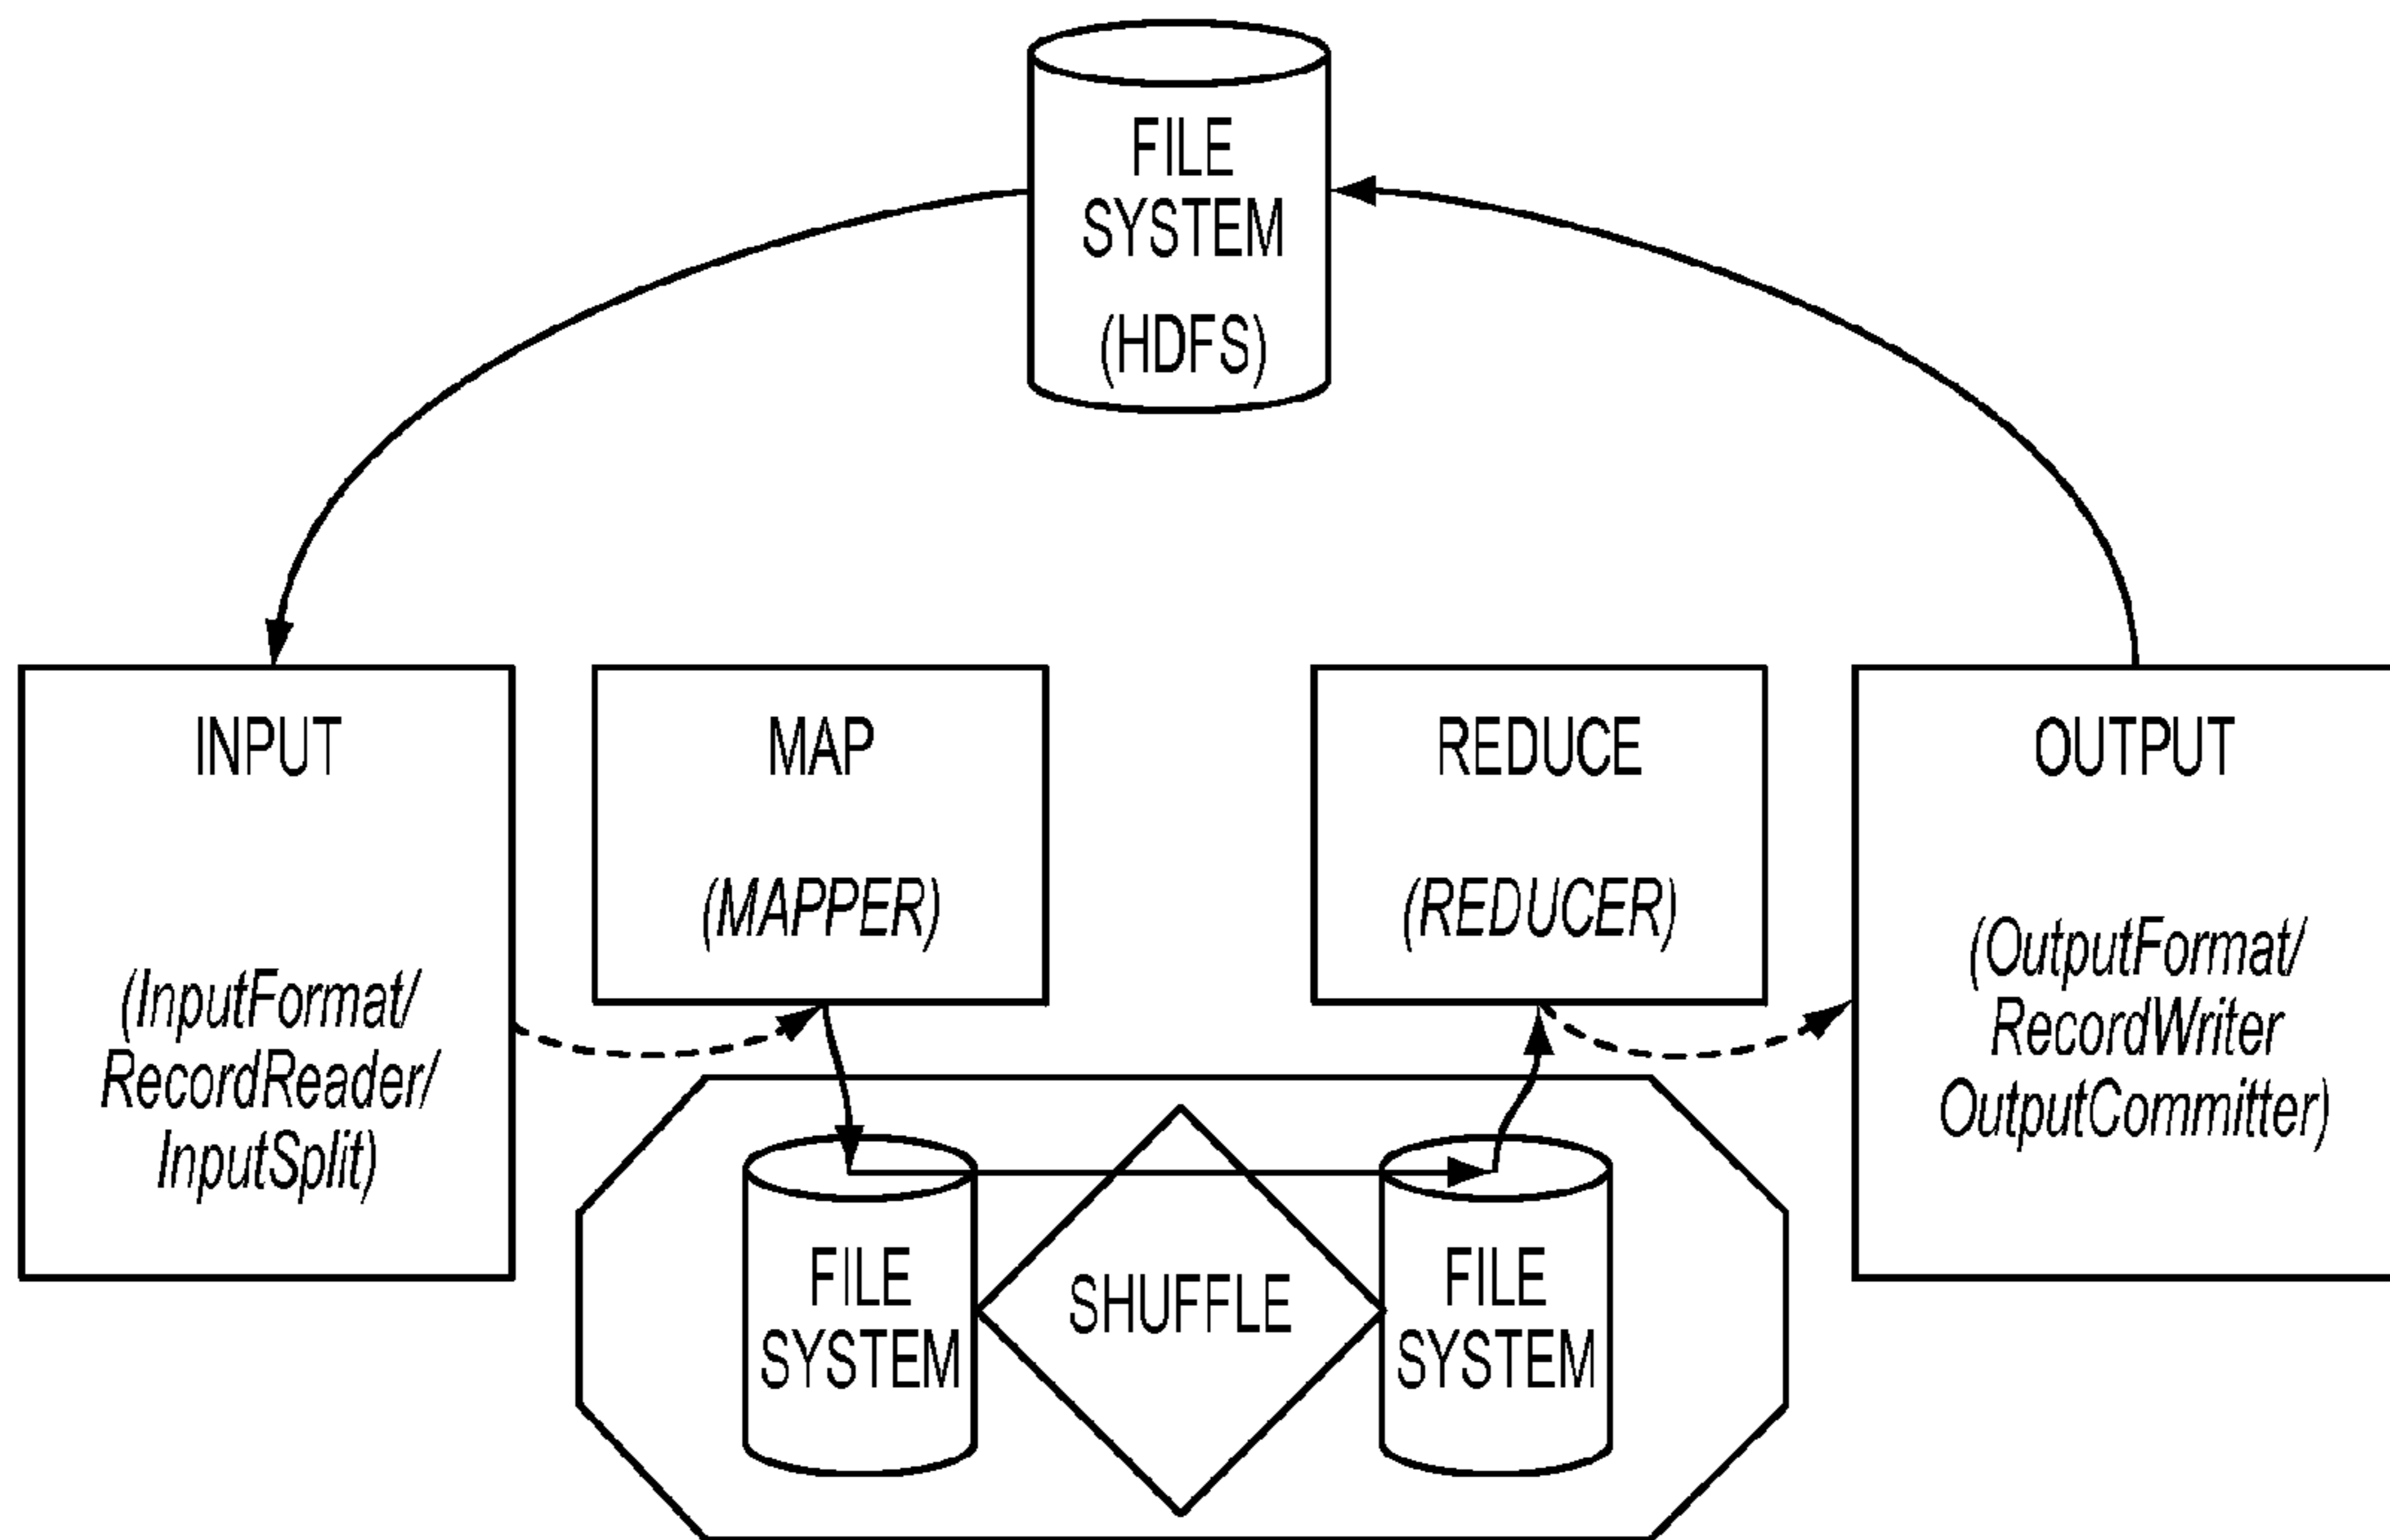 FILE
SYSTEM
(HDFS)
INPUT
(InputFormat/
RecordReader/
InputSplit)
MAP
(MAPPER)
REDUCE
(REDUCER)
OUTPUT
(OutputFormat/
RecordWriter
OutputCommitter)
FILE
SYSTEM
SHUFFLE
FILE
SYSTEM